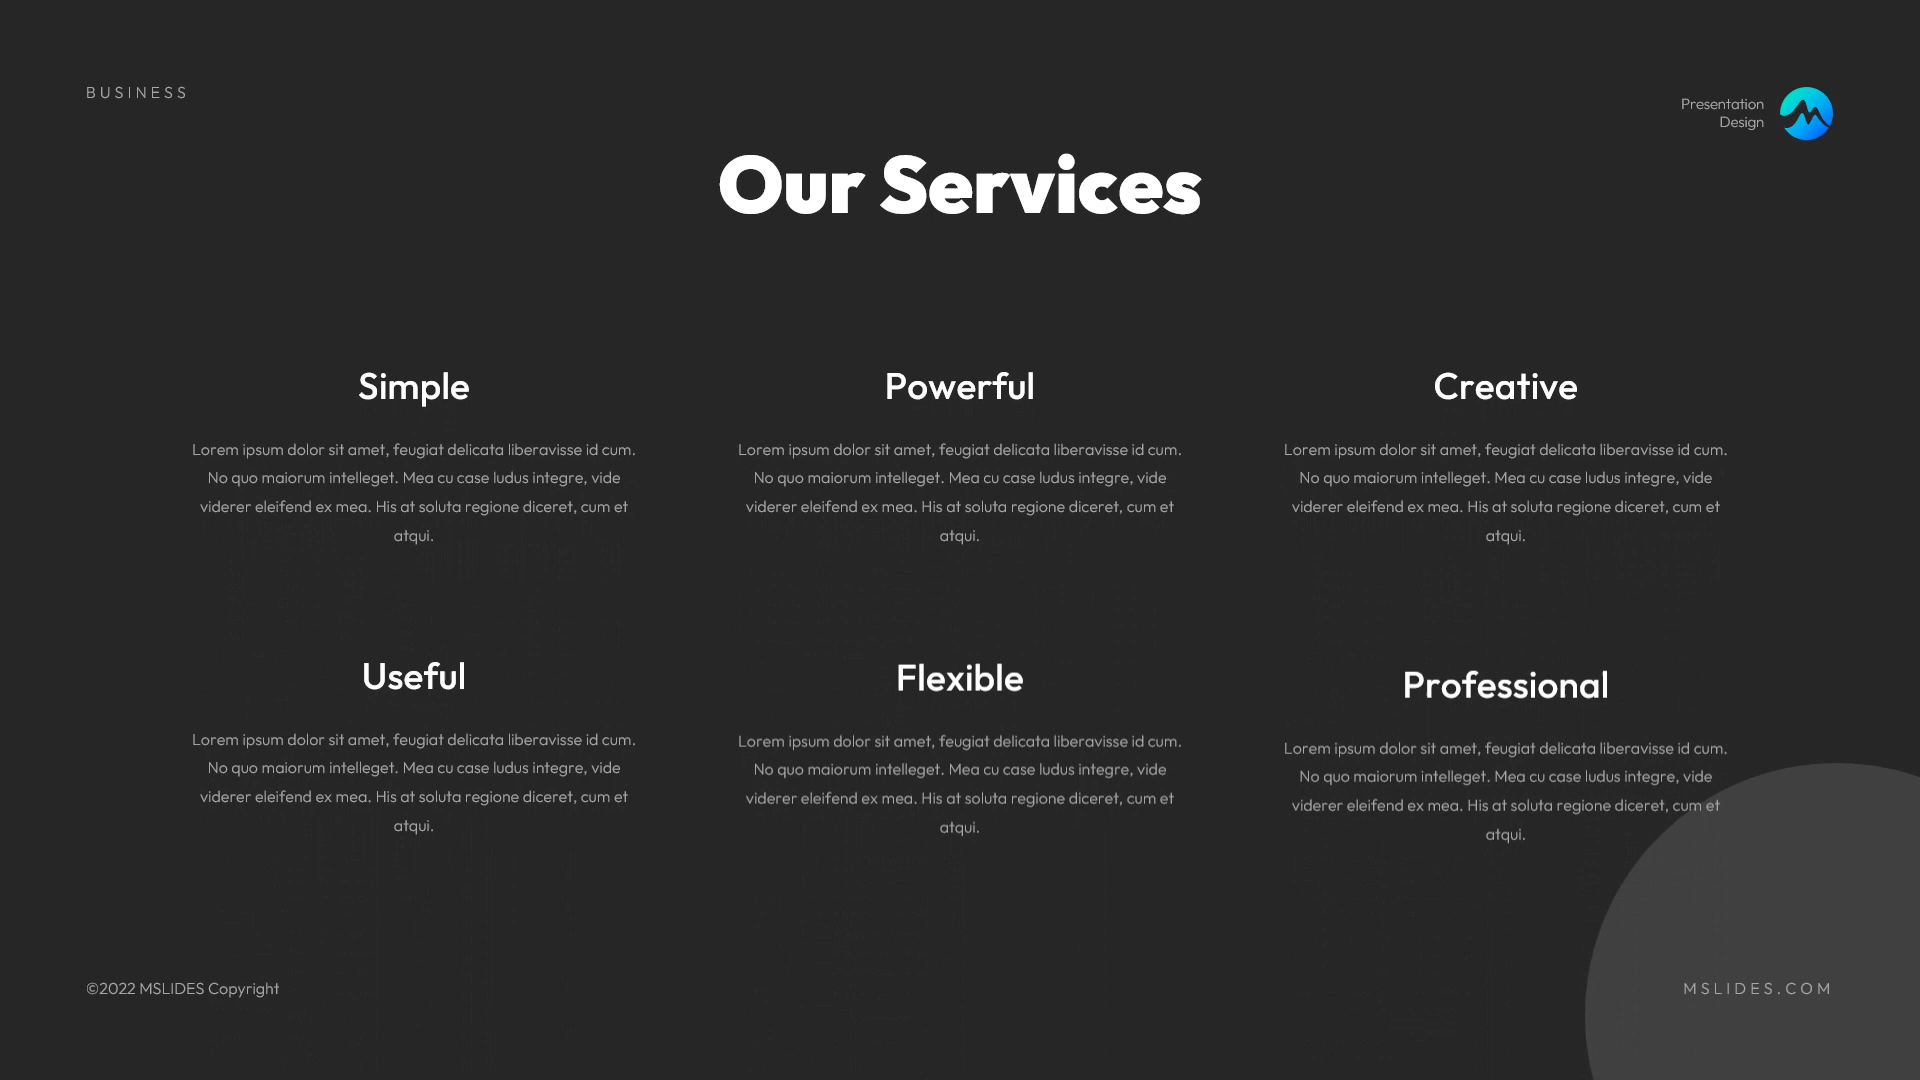 BUSINESS
Presentation
Design
Our Services
Simple
Lorem ipsum dolor sit amet, feugiat delicata liberavisse id cum.
No quo maiorum intelleget. Mea cu case ludus integre, vide
viderer eleifend ex mea. His at soluta regione diceret, cum et
atqui.
Powerful
Lorem ipsum dolor sit amet, feugiat delicata liberavisse id cum.
No quo maiorum intelleget. Mea cu case ludus integre, vide
viderer eleifend ex mea. His at soluta regione diceret, cum et
atqui.
Creative
Lorem ipsum dolor sit amet, feugiat delicata liberavisse id cum.
No quo maiorum intelleget. Mea cu case ludus integre, vide
viderer eleifend ex mea. His at soluta regione diceret, cum et
atqui.
Useful
Lorem ipsum dolor sit amet, feugiat delicata liberavisse id cum.
No quo maiorum intelleget. Mea cu case ludus integre, vide
viderer eleifend ex mea. His at soluta regione diceret, cum et
atqui.
Flexible
Lorem ipsum dolor sit amet, feugiat delicata liberavisse id cum.
No quo maiorum intelleget. Mea cu case ludus integre, vide
viderer eleifend ex mea. His at soluta regione diceret, cum et
atqui.
Professional
Lorem ipsum dolor sit amet, feugiat delicata liberavisse id cum.
No quo maiorum intelleget. Mea cu case ludus integre, vide
viderer eleifend ex mea. His at soluta regione diceret, cum et
atqui.
©2022 MSLIDES Copyright
MSLIDES.COM